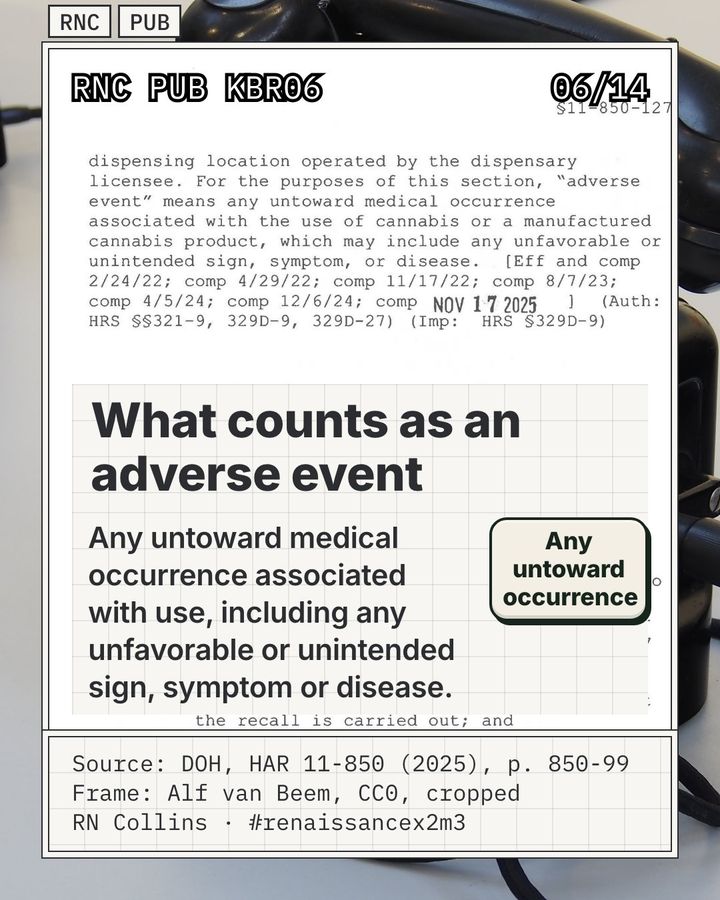 RNC PUB
RNC PUB KBR06 06/14
§11-850-127
dispensing location operated by the dispensary
licensee. For the purposes of this section, “adverse
event” means any untoward medical occurrence
associated with the use of cannabis or a manufactured
cannabis product, which may include any unfavorable or
unintended sign, symptom, or disease. [Eff and comp
2/24/22; comp 4/29/22; comp 11/17/22; comp 8/7/23;
comp 4/5/24; comp 12/6/24; comp NOV 17 2025 ] (Auth:
HRS §§321-9, 329D-9, 329D-27) (Imp: HRS §329D-9)
What counts as an
adverse event
Any untoward medical
occurrence associated
with use, including any
unfavorable or unintended
sign, symptom or disease.
Any
untoward
occurrence
the recall is carried out; and
Source: DOH, HAR 11-850 (2025), p. 850-99
Frame: Alf van Beem, CC0, cropped
RN Collins · #renaissancex2m3